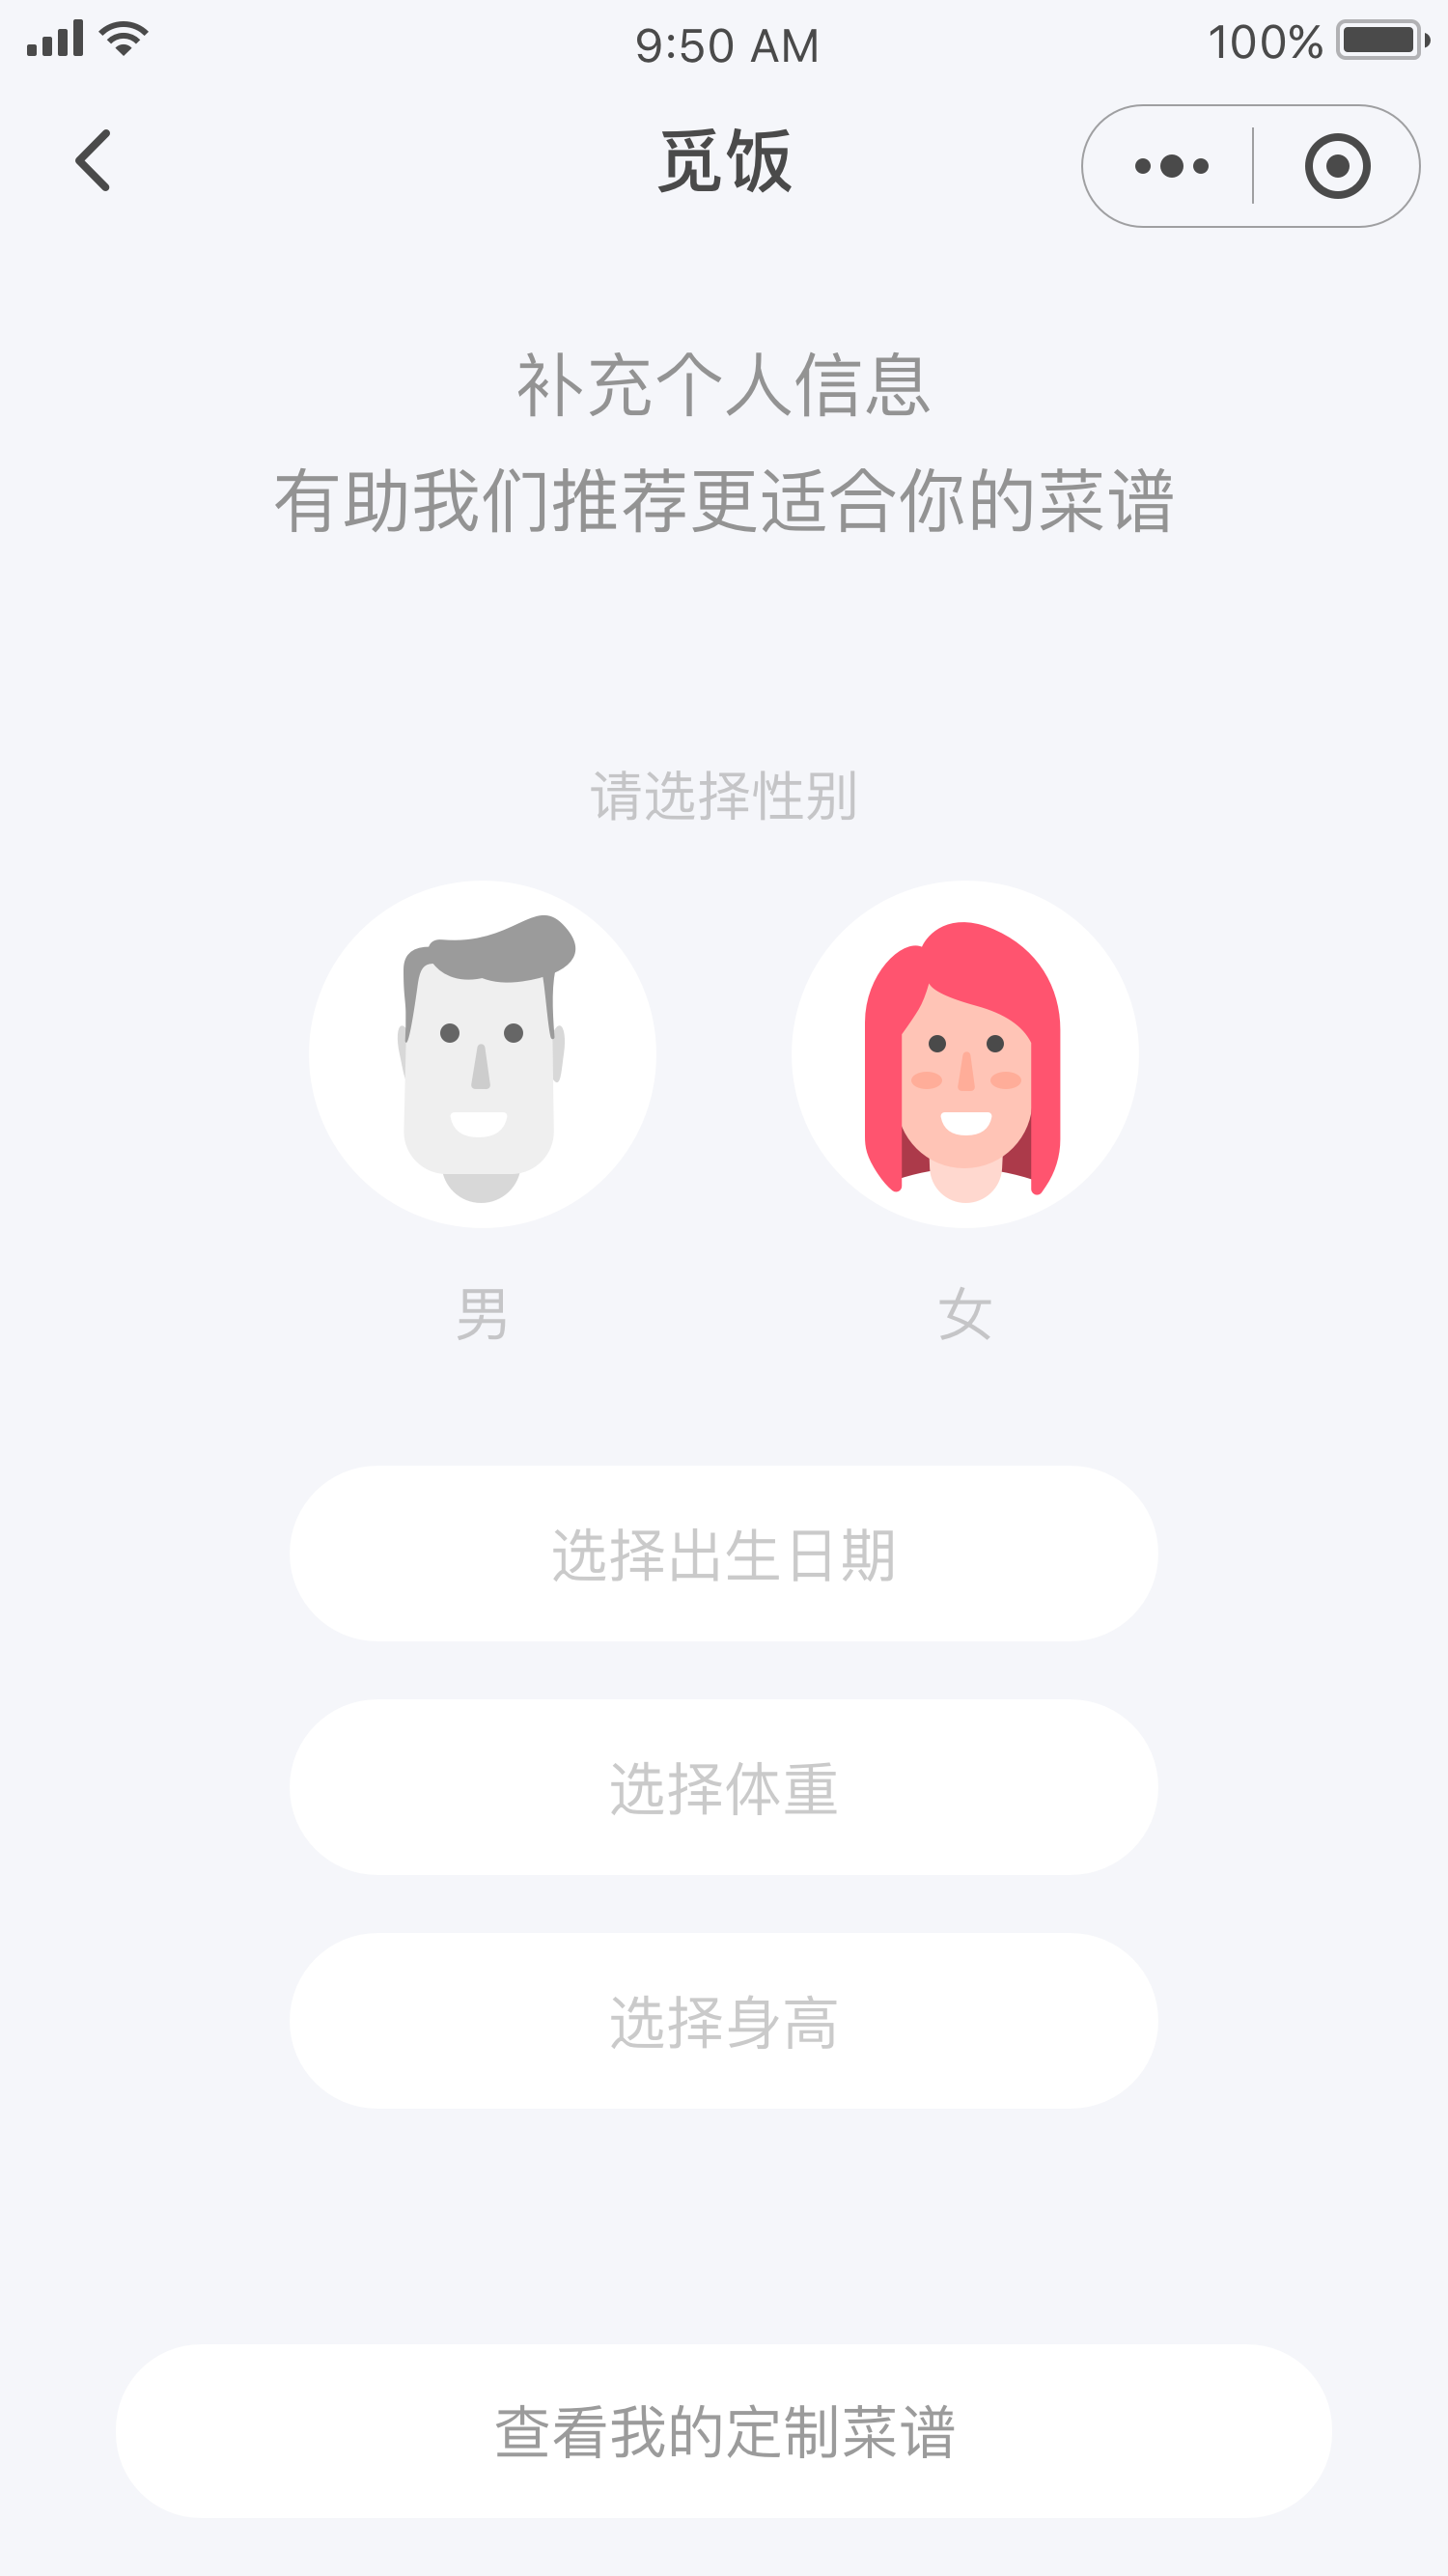 9:50 AM
100%
觅饭
补充个人信息
有助我们推荐更适合你的菜谱
请选择性别
男
女
选择出生日期
选择体重
选择身高
查看我的定制菜谱